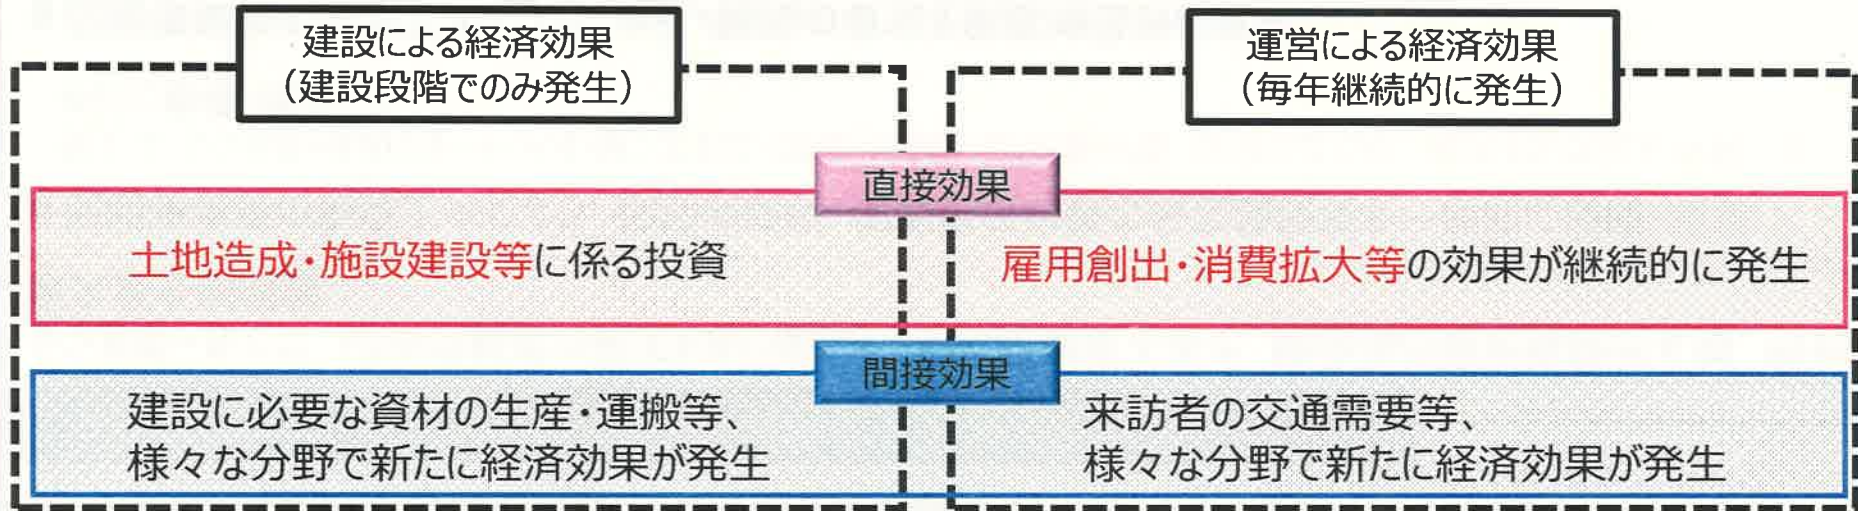 建設による経済効果
（建設段階でのみ発生）
運営による経済効果
（毎年継続的に発生）
直接効果
土地造成・施設建設等に係る投資
雇用創出・消費拡大等の効果が継続的に発生
間接効果
建設に必要な資材の生産・運搬等、
様々な分野で新たに経済効果が発生
来訪者の交通需要等、
様々な分野で新たに経済効果が発生